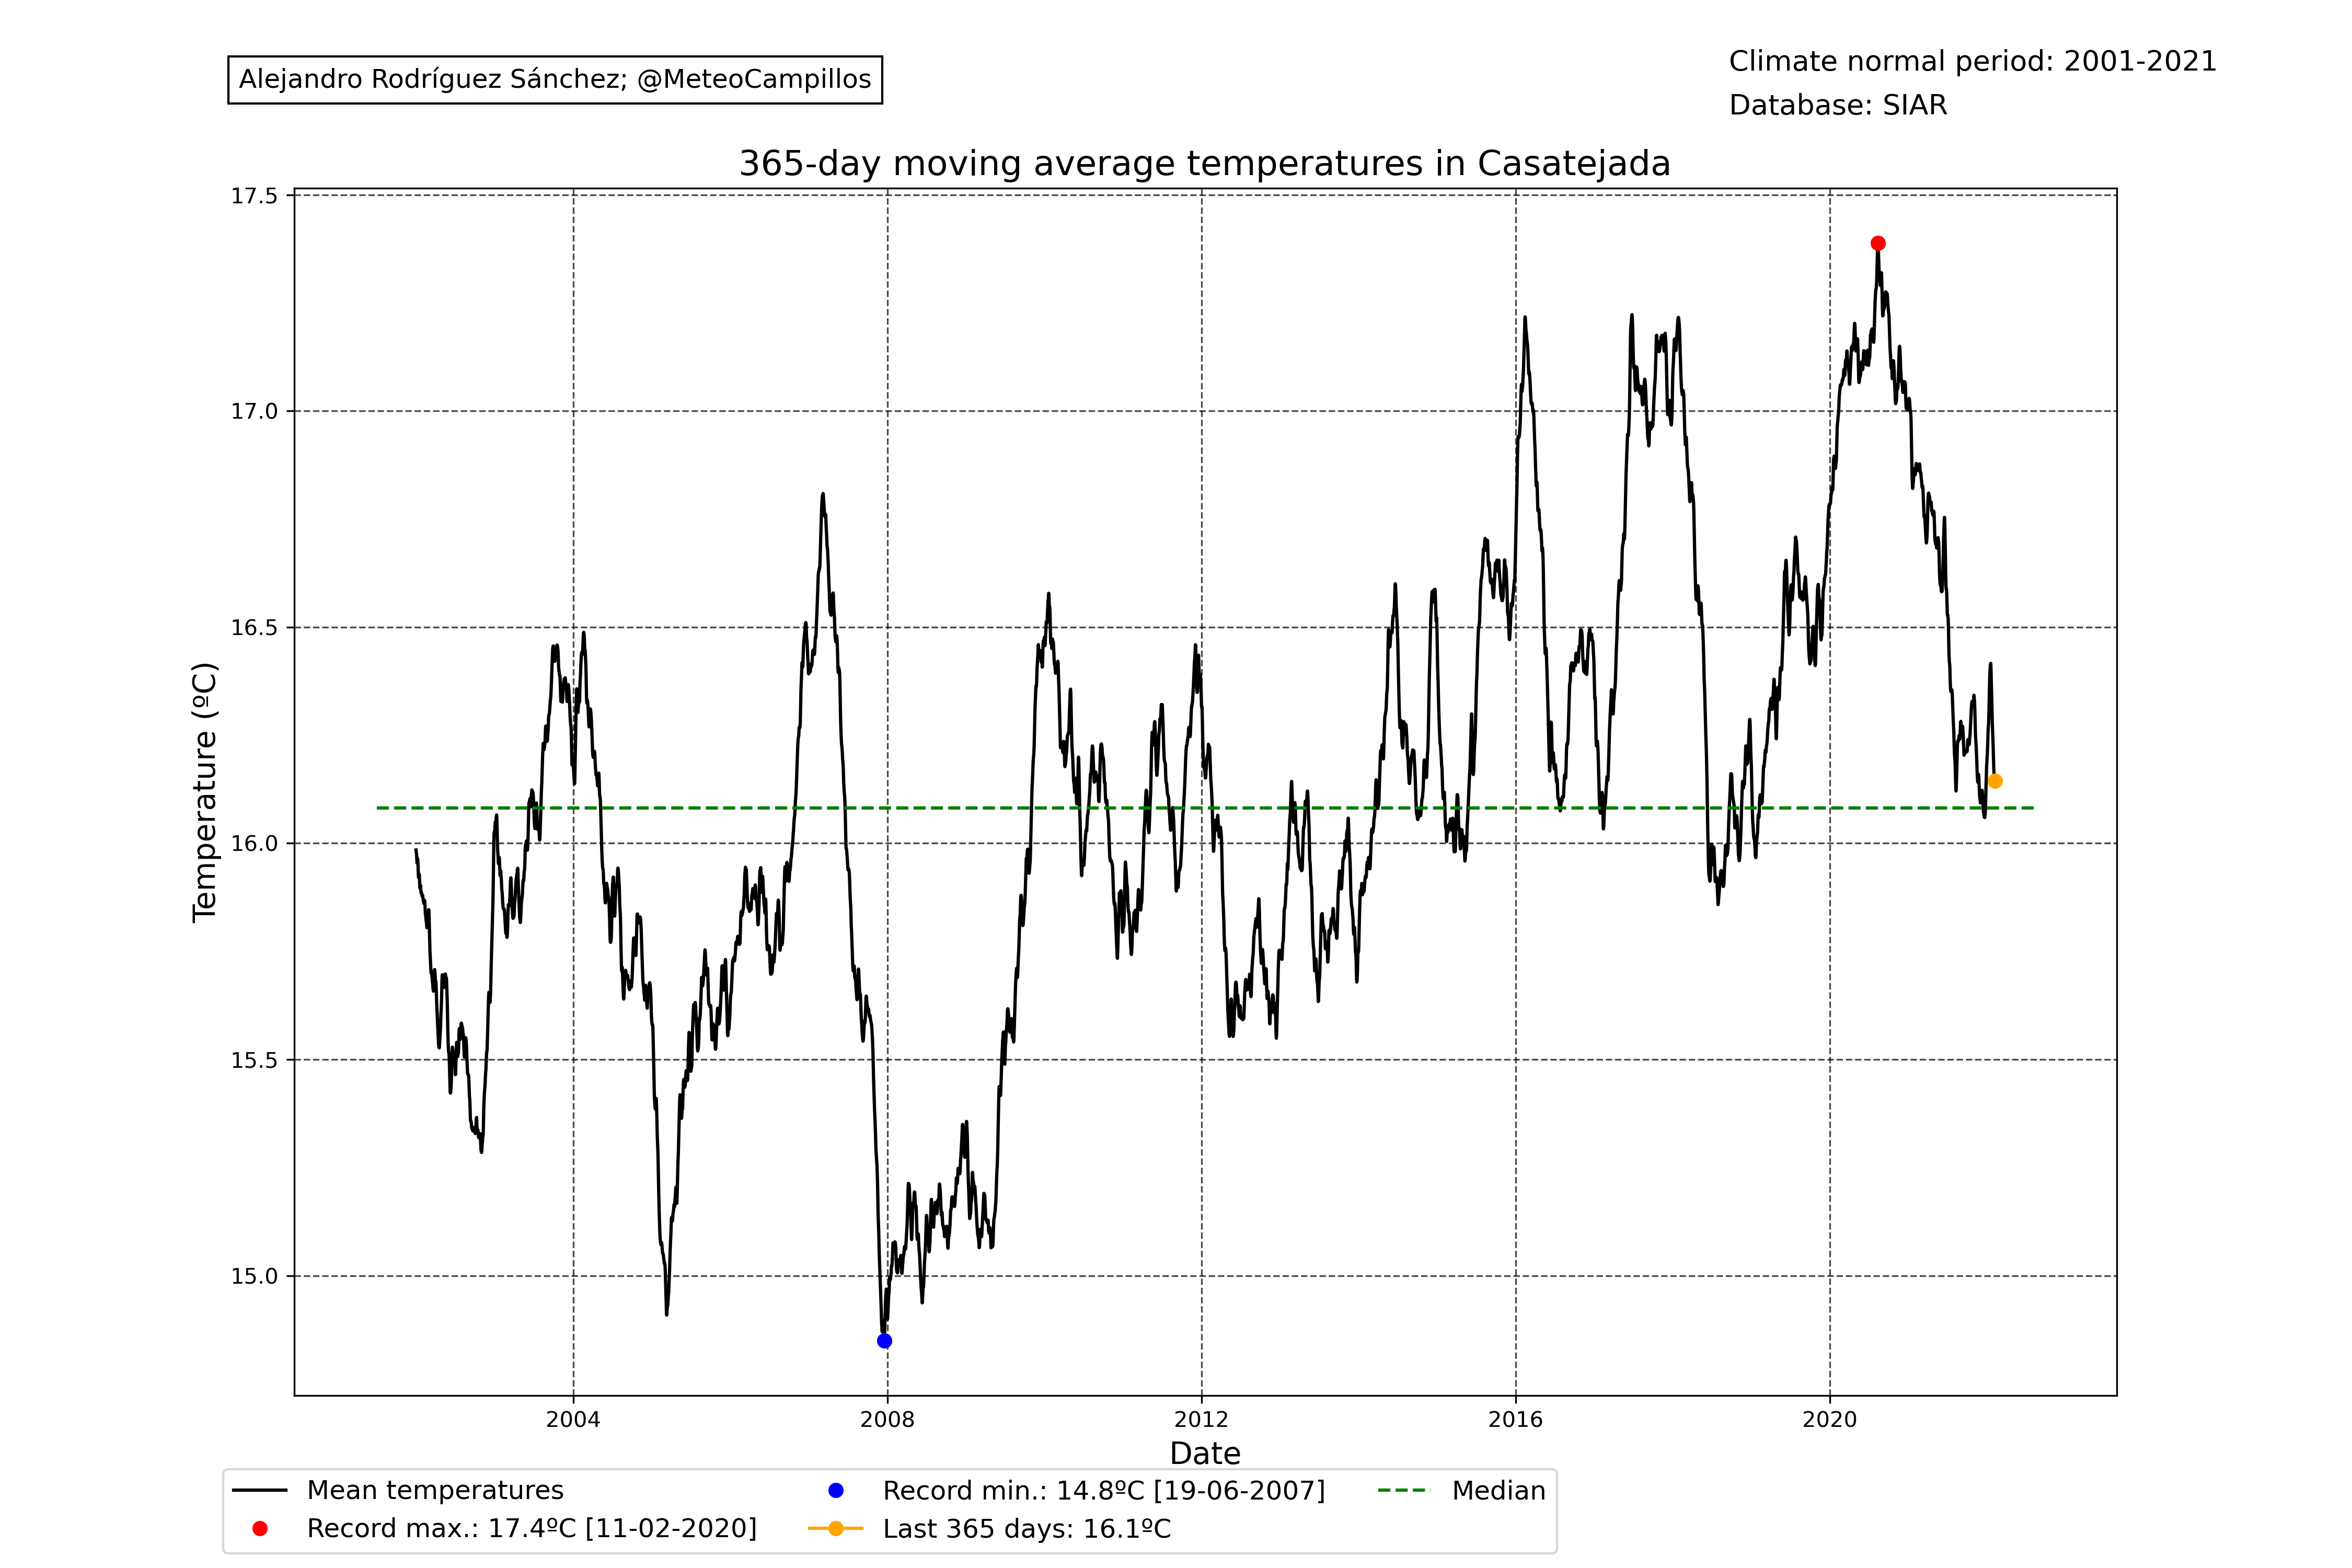 Alejandro Rodríguez Sánchez; @MeteoCampillos
Climate normal period: 2001-2021
Database: SIAR
365-day moving average temperatures in Casatejada
17.5
17.0
16.5
16.0
15.5
15.0
Temperature (ºC)
2004 2008 2012 2016 2020
Date
Mean temperatures
Record max.: 17.4ºC [11-02-2020]
Record min.: 14.8ºC [19-06-2007]
Last 365 days: 16.1ºC
Median